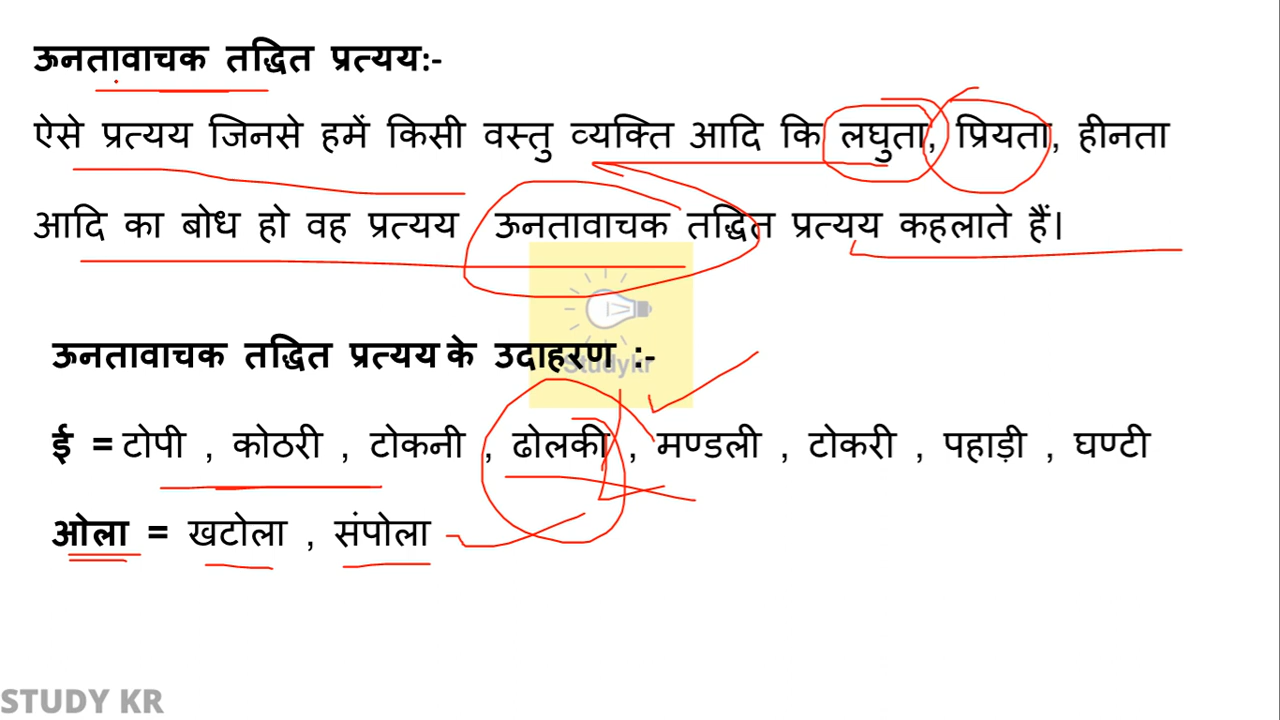 ऊनतावाचक तद्धित प्रत्यय:-
ऐसे प्रत्यय जिनसे हमें किसी वस्तु व्यक्ति आदि कि लघुता, प्रियता, हीनता
आदि का बोध हो वह प्रत्यय ऊनतावाचक तद्धित प्रत्यय कहलाते हैं।
ऊनतावाचक तद्धित प्रत्यय के उदाहरण :-
Studykr
ई = टोपी , कोठरी , टोकनी , ढोलकी , मण्डली , टोकरी , पहाड़ी , घण्टी
ओला = खटोला , संपोला
STUDY KR